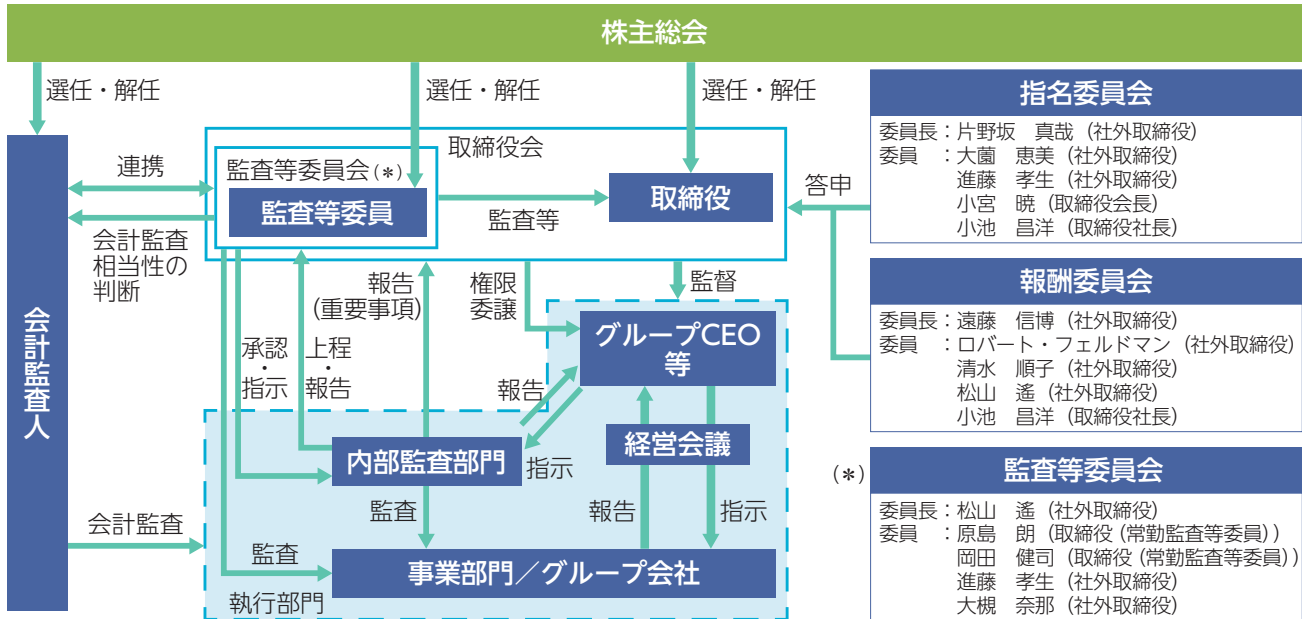 株主総会
選任・解任
選任・解任
選任・解任
取締役会
監査等委員会(*)
監査等委員
取締役
監査等
連携
会計監査
相当性の
判断
会計監査人
答申
報告
(重要事項)
権限
委譲
監督
承認
・
指示
上程
・
報告
グループCEO
等
報告
指示
内部監査部門
経営会議
監査
報告
指示
会計監査
監査
事業部門／グループ会社
執行部門
指名委員会
委員長：片野坂　真哉（社外取締役）
委員　：大薗　恵美（社外取締役）
進藤　孝生（社外取締役）
小宮　暁（取締役会長）
小池　昌洋（取締役社長）
報酬委員会
委員長：遠藤　信博（社外取締役）
委員　：ロバート・フェルドマン（社外取締役）
清水　順子（社外取締役）
松山　遙（社外取締役）
小池　昌洋（取締役社長）
(*)
監査等委員会
委員長：松山　遙（社外取締役）
委員　：原島　朗（取締役（常勤監査等委員））
岡田　健司（取締役（常勤監査等委員））
進藤　孝生（社外取締役）
大槻　奈那（社外取締役）